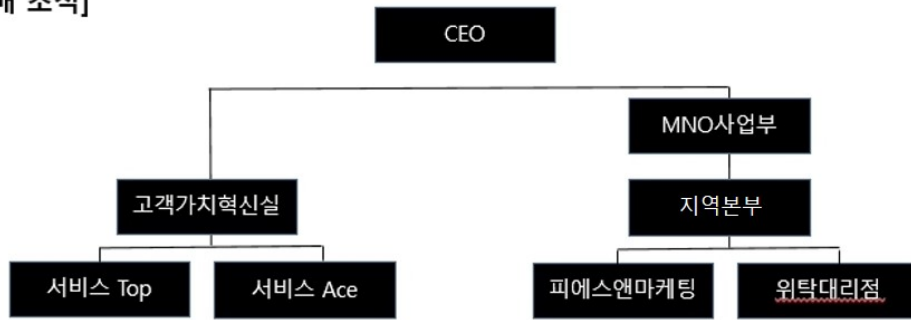 조직]
CEO
MNO사업부
고객가치혁신실
지역본부
서비스 Top
서비스 Ace
피에스앤마케팅
위탁대리점